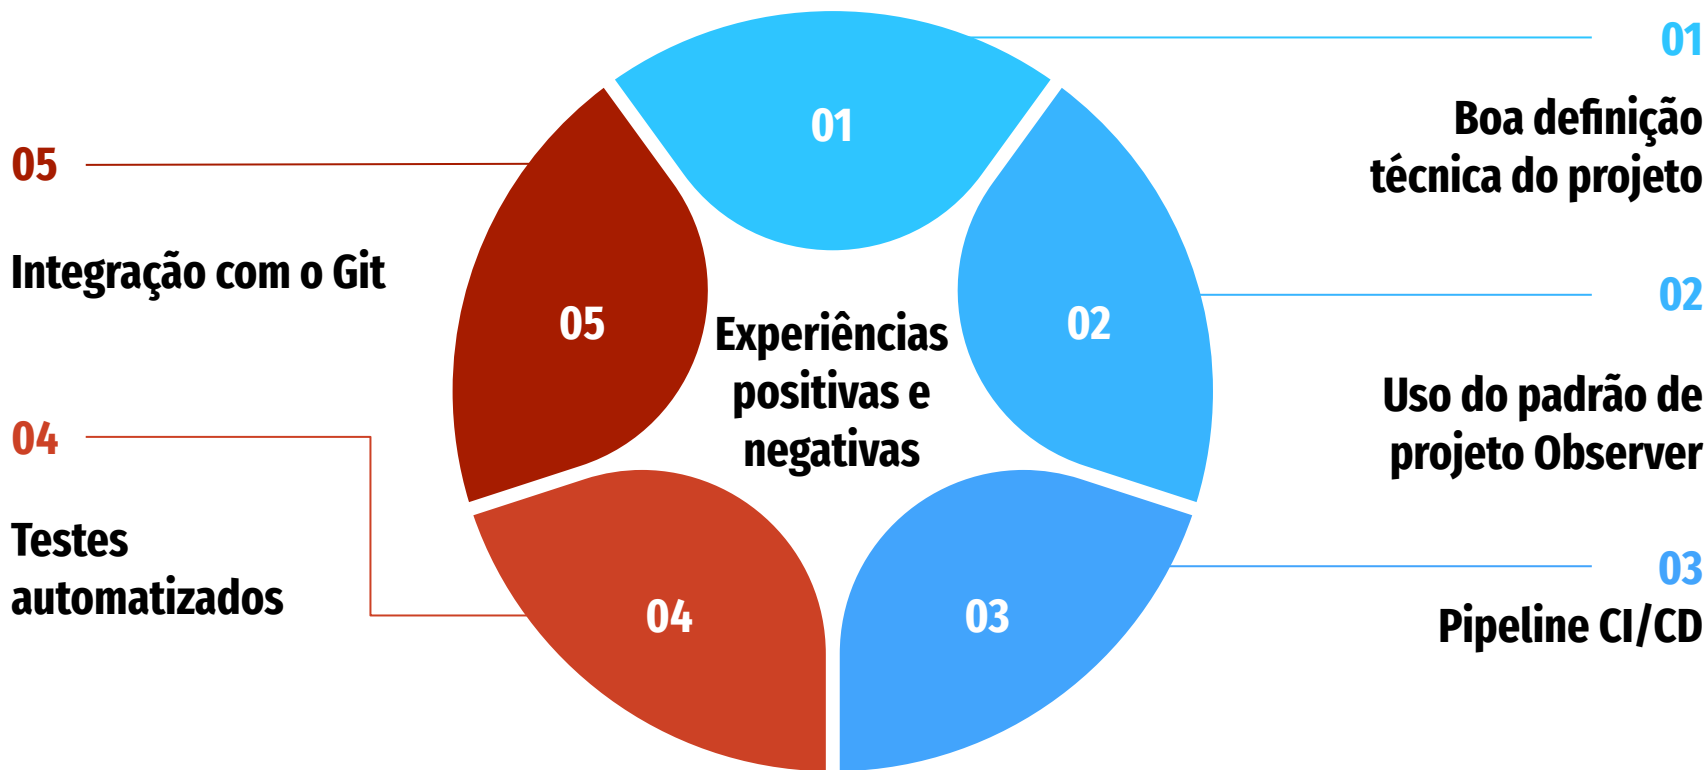 01
Boa definição
técnica do projeto
02
Uso do padrão de
projeto Observer
03
Pipeline CI/CD
04
Testes
automatizados
05
Integração com o Git
Experiências
positivas e
negativas
01
02
03
04
05